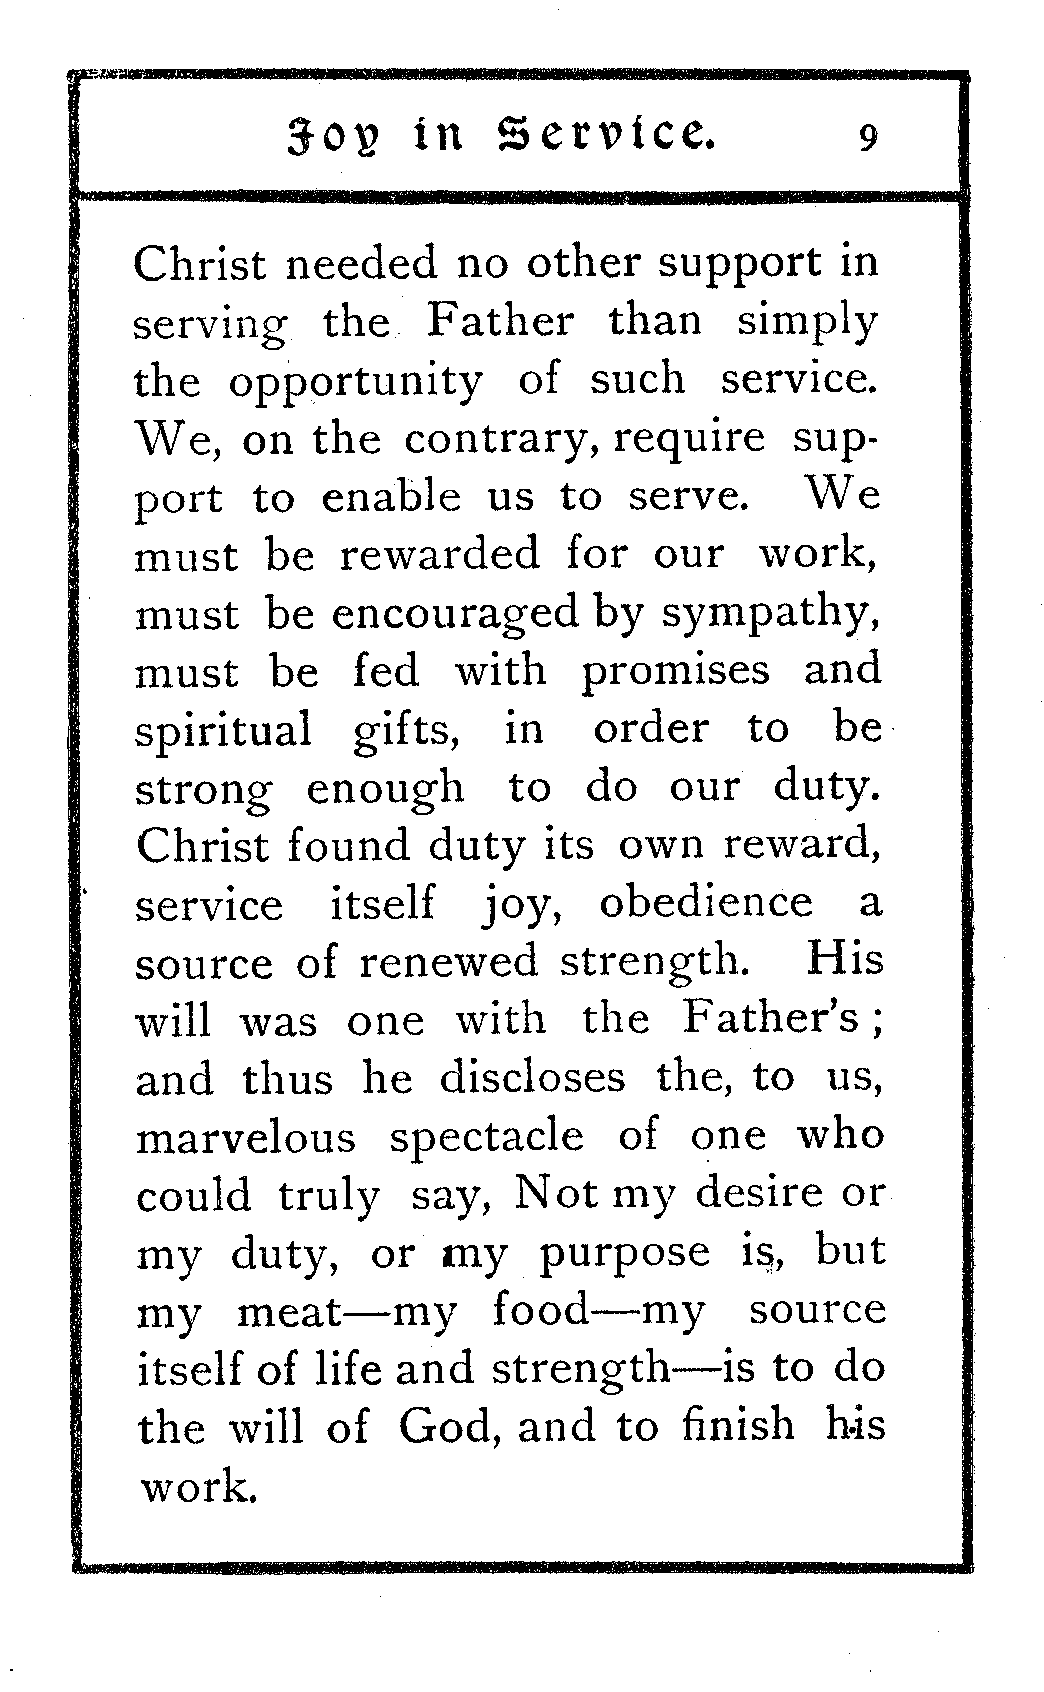 Joy in Service. 9
Christ needed no other support in
serving the Father than simply
the opportunity of such service.
We, on the contrary, require sup-
port to enable us to serve. We
must be rewarded for our work,
must be encouraged by sympathy,
must be fed with promises and
spiritual gifts, in order to be
strong enough to do our duty.
Christ found duty its own reward,
service itself joy, obedience a
source of renewed strength. His
will was one with the Father's ;
and thus he discloses the, to us,
marvelous spectacle of one who
could truly say, Not my desire or
my duty, or my purpose is, but
my meat—my food—my source
itself of life and strength—is to do
the will of God, and to finish his
work.